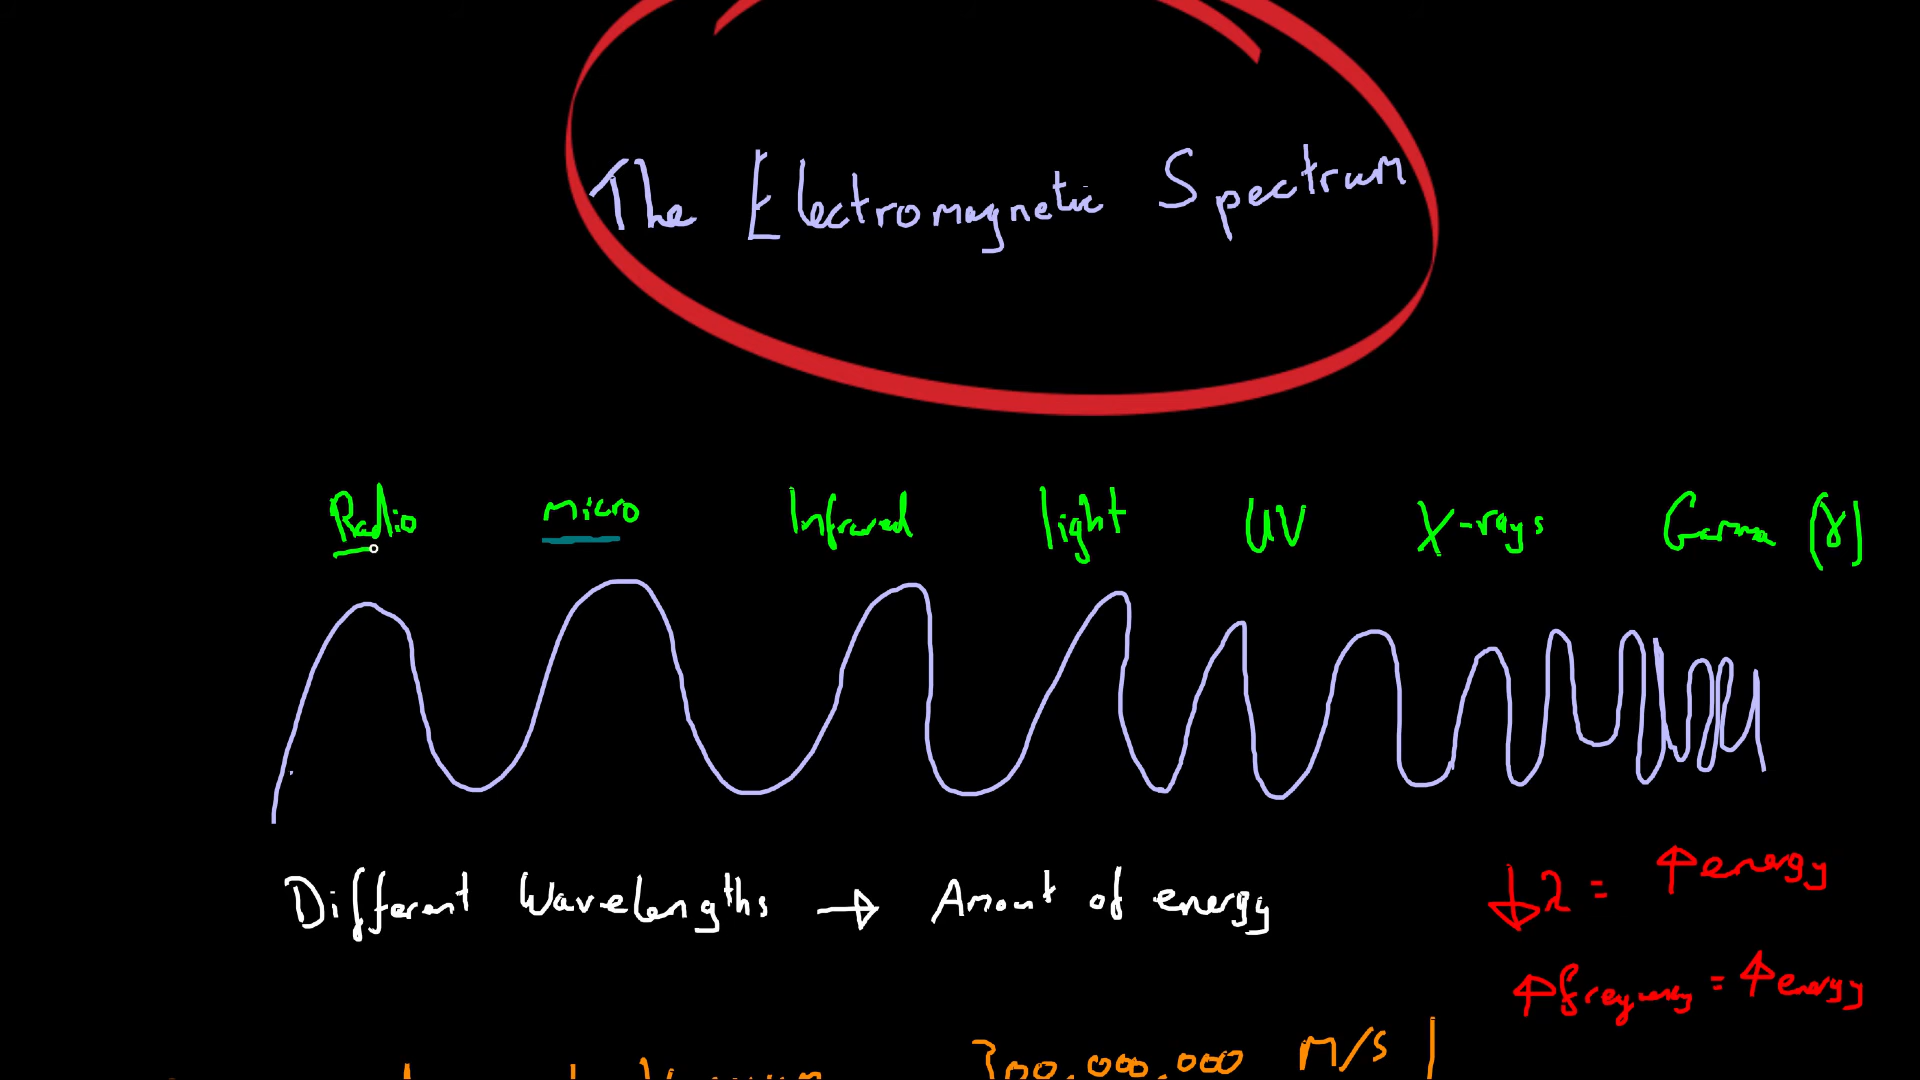 The Electromagnetic Spectrum
Radio micro Infrared light UV X-rays Gamma (γ)
Different Wavelengths → Amount of energy
↓λ = ↑energy
↑frequency = ↑energy
300,000,000 m/s